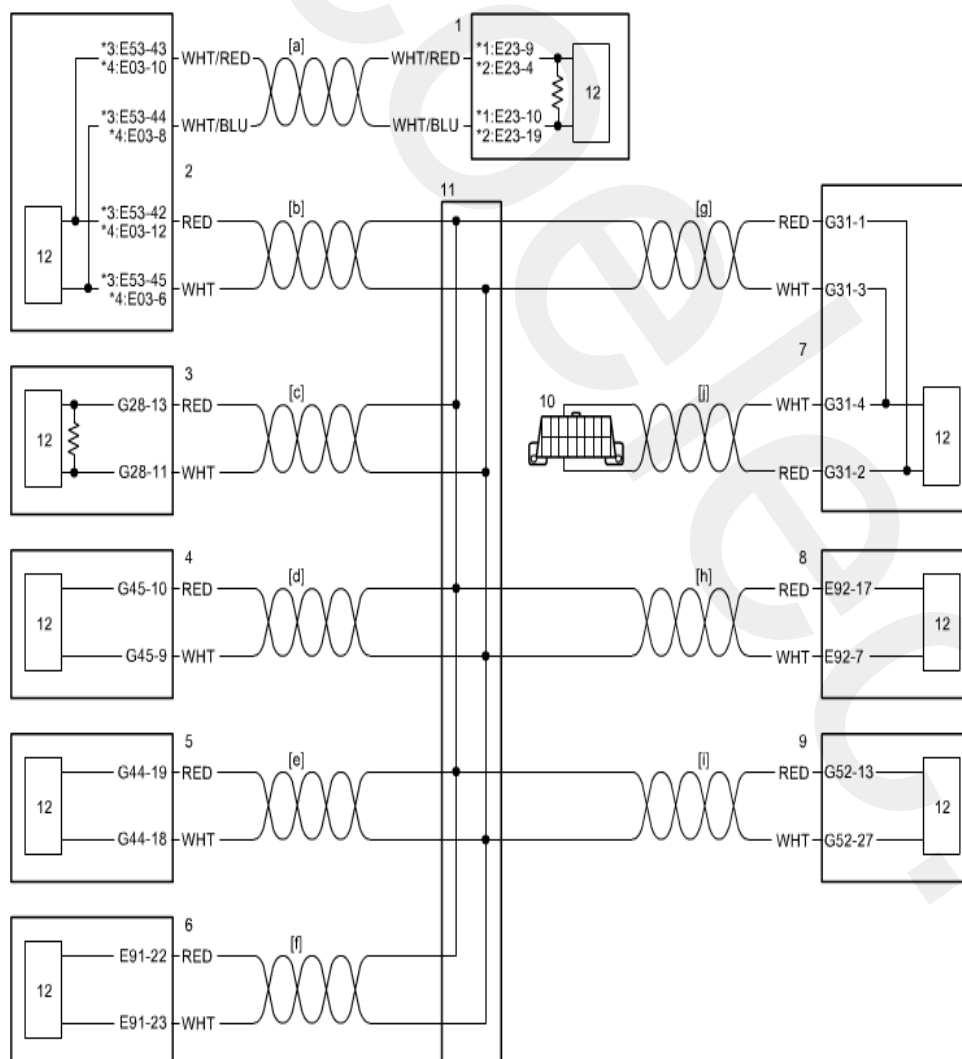 1
*3:E53-43
*4:E03-10
WHT/RED
[a]
WHT/RED
*1:E23-9
*2:E23-4
12
*3:E53-44
*4:E03-8
WHT/BLU
WHT/BLU
*1:E23-10
*2:E23-19
2
11
*3:E53-42
*4:E03-12
RED
[b]
[g]
RED
G31-1
12
*3:E53-45
*4:E03-6
WHT
WHT
G31-3
3
7
G28-13
RED
[c]
10
[j]
WHT
G31-4
12
12
G28-11
WHT
RED
G31-2
4
8
G45-10
RED
[d]
[h]
RED
E92-17
12
12
G45-9
WHT
WHT
E92-7
5
9
G44-19
RED
[e]
[i]
RED
G52-13
12
12
G44-18
WHT
WHT
G52-27
6
E91-22
RED
[f]
12
E91-23
WHT